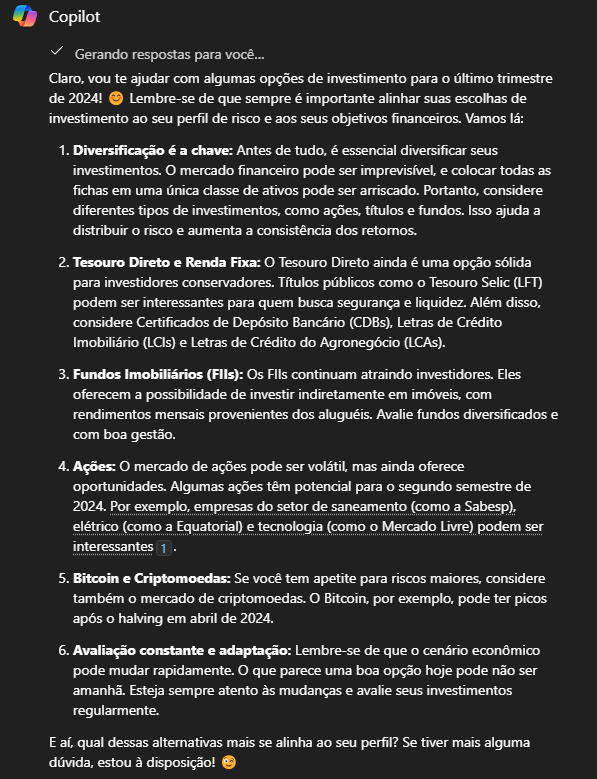 Copilot
Gerando respostas para você...
Claro, vou te ajudar com algumas opções de investimento para o último trimestre
de 2024! 😊 Lembre-se de que sempre é importante alinhar suas escolhas de
investimento ao seu perfil de risco e aos seus objetivos financeiros. Vamos lá:
1. Diversificação é a chave: Antes de tudo, é essencial diversificar seus
investimentos. O mercado financeiro pode ser imprevisível, e colocar todas as
fichas em uma única classe de ativos pode ser arriscado. Portanto, considere
diferentes tipos de investimentos, como ações, títulos e fundos. Isso ajuda a
distribuir o risco e aumenta a consistência dos retornos.
2. Tesouro Direto e Renda Fixa: O Tesouro Direto ainda é uma opção sólida
para investidores conservadores. Títulos públicos como o Tesouro Selic (LFT)
podem ser interessantes para quem busca segurança e liquidez. Além disso,
considere Certificados de Depósito Bancário (CDBs), Letras de Crédito
Imobiliário (LCIs) e Letras de Crédito do Agronegócio (LCAs).
3. Fundos Imobiliários (FIIs): Os FIIs continuam atraindo investidores. Eles
oferecem a possibilidade de investir indiretamente em imóveis, com
rendimentos mensais provenientes dos aluguéis. Avalie fundos diversificados e
com boa gestão.
4. Ações: O mercado de ações pode ser volátil, mas ainda oferece
oportunidades. Algumas ações têm potencial para o segundo semestre de
2024. Por exemplo, empresas do setor de saneamento (como a Sabesp),
elétrico (como a Equatorial) e tecnologia (como o Mercado Livre) podem ser
interessantes 1 .
5. Bitcoin e Criptomoedas: Se você tem apetite para riscos maiores, considere
também o mercado de criptomoedas. O Bitcoin, por exemplo, pode ter picos
após o halving em abril de 2024.
6. Avaliação constante e adaptação: Lembre-se de que o cenário econômico
pode mudar rapidamente. O que parece uma boa opção hoje pode não ser
amanhã. Esteja sempre atento às mudanças e avalie seus investimentos
regularmente.
E aí, qual dessas alternativas mais se alinha ao seu perfil? Se tiver mais alguma
dúvida, estou à disposição! 😉